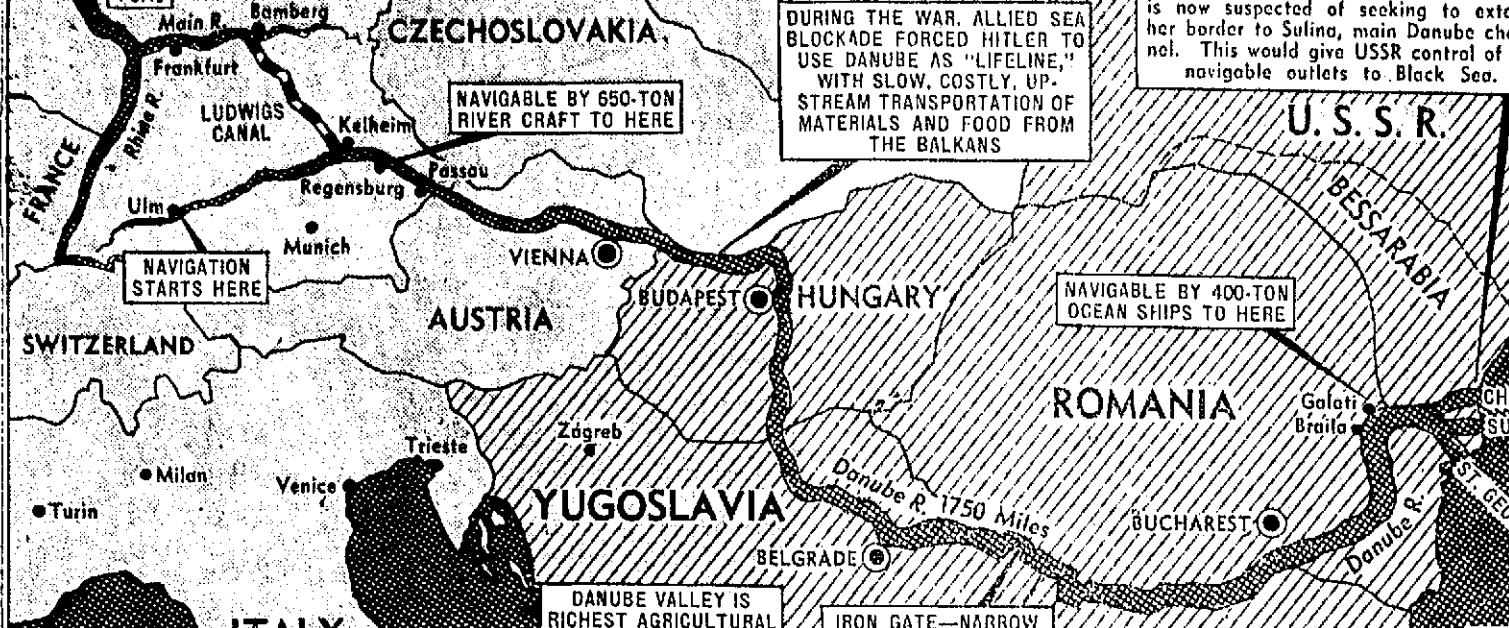 Main R.
Bamberg
Frankfurt
CZECHOSLOVAKIA
DURING THE WAR, ALLIED SEA
BLOCKADE FORCED HITLER TO
USE DANUBE AS "LIFELINE,"
WITH SLOW, COSTLY, UP-
STREAM TRANSPORTATION OF
MATERIALS AND FOOD FROM
THE BALKANS
is now suspected of seeking to
her border to Sulina, main Danube
nel. This would give USSR control of
navigable outlets to Black Sea.
U.S.S.R.
BESSARABIA
FRANCE
Rhine R.
LUDWIGS
CANAL
Kelheim
NAVIGABLE BY 650-TON
RIVER CRAFT TO HERE
Regensburg
Passau
Ulm
Munich
NAVIGATION
STARTS HERE
VIENNA
BUDAPEST
HUNGARY
AUSTRIA
SWITZERLAND
NAVIGABLE BY 400-TON
OCEAN SHIPS TO HERE
ROMANIA
Galati
Braila
CH
SU
ST. GEO
Zagreb
Trieste
Venice
Milan
Turin
YUGOSLAVIA
Danube R. 1750 Miles
BELGRADE
BUCHAREST
Danube R.
DANUBE VALLEY IS
RICHEST AGRICULTURAL
IRON GATE—NARROW
ITALY